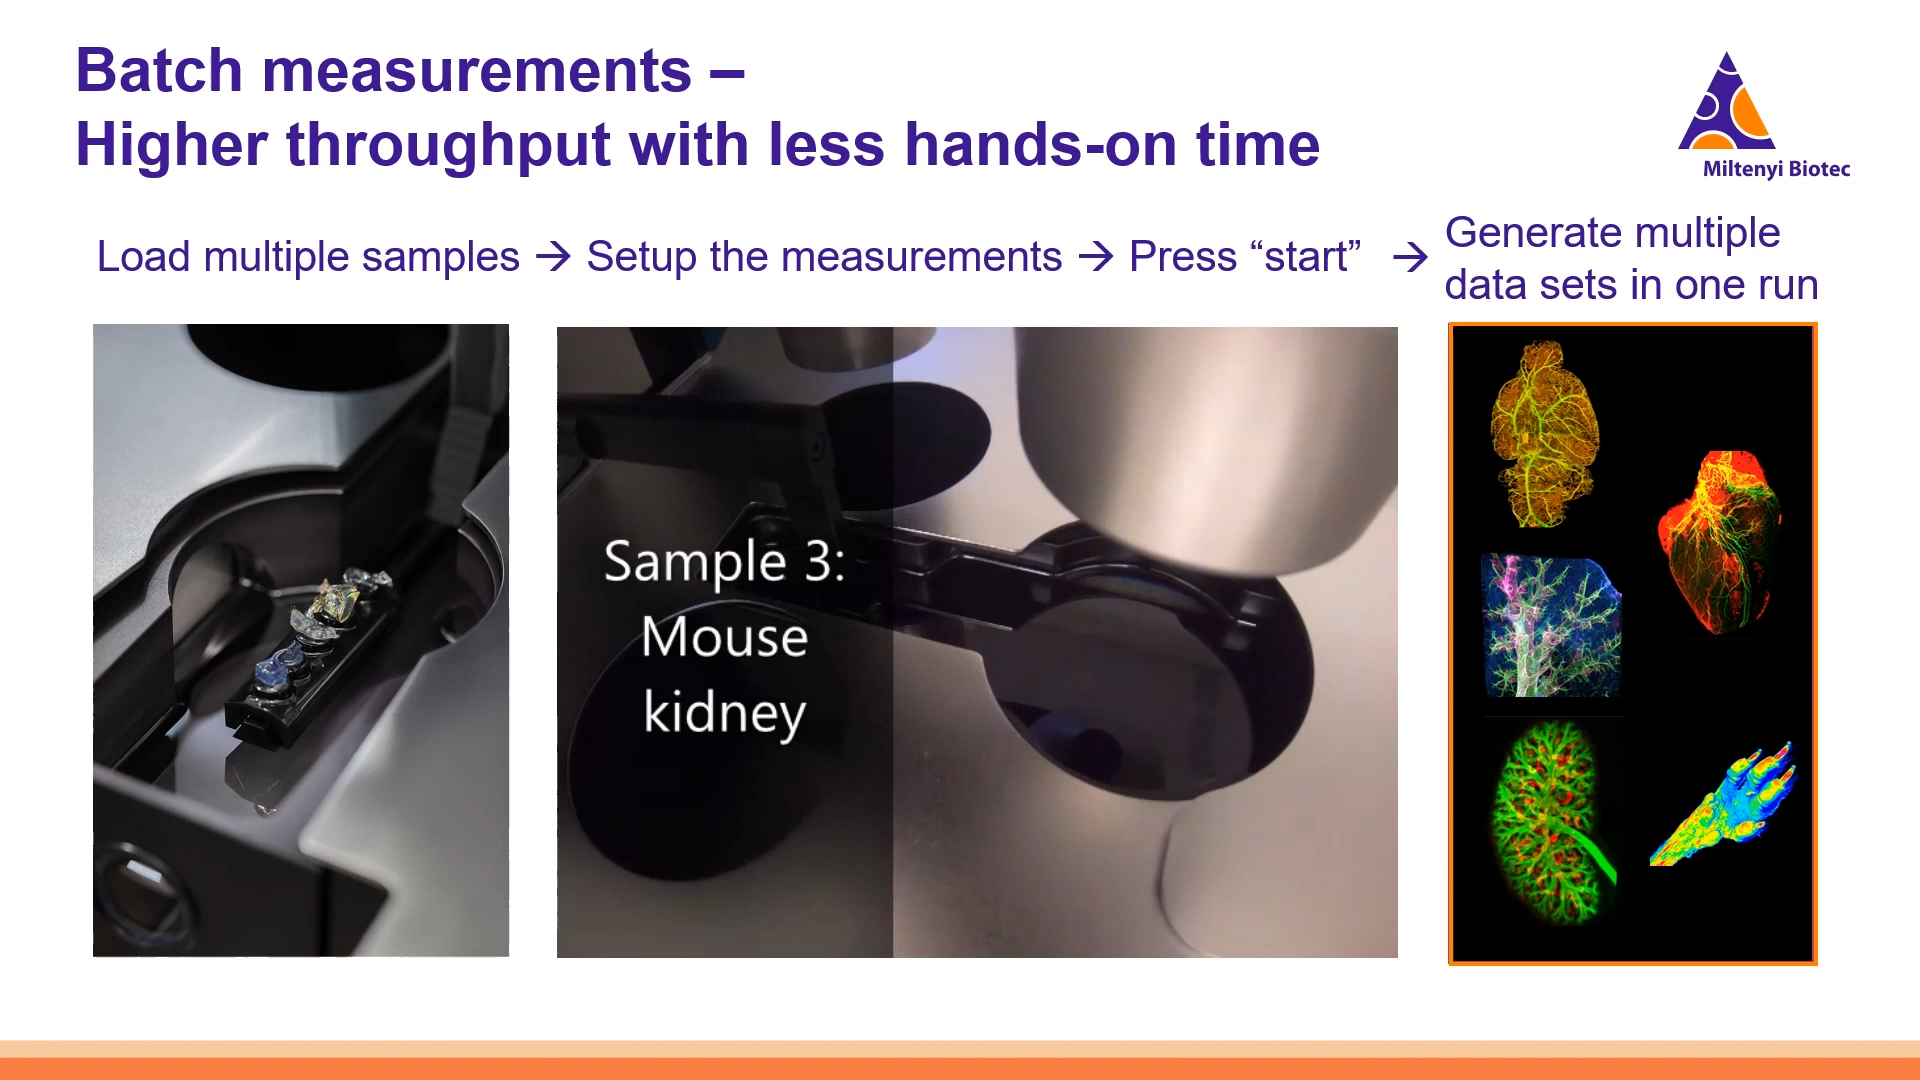 Batch measurements –
Higher throughput with less hands-on time
Miltenyi Biotec
Load multiple samples → Setup the measurements → Press “start” →
Generate multiple
data sets in one run
Sample 3:
Mouse
kidney